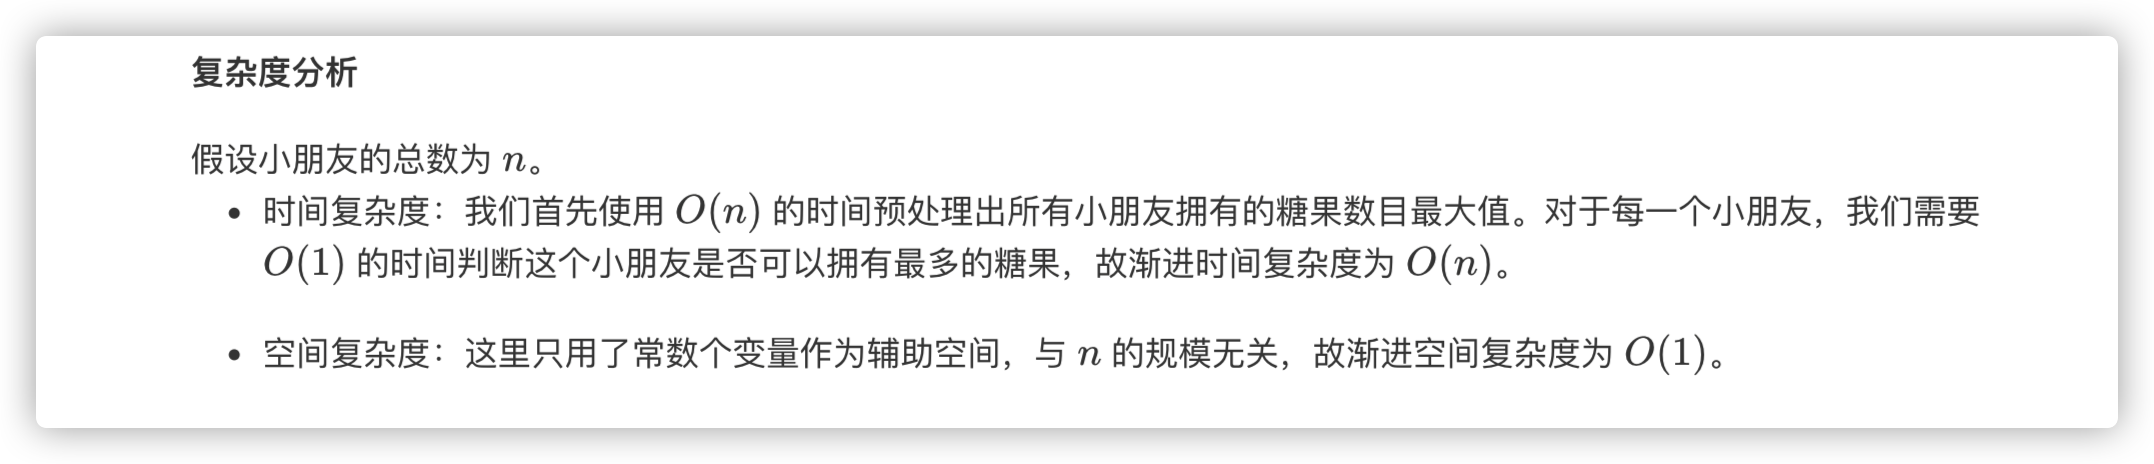 复杂度分析
假设小朋友的总数为 n。
• 时间复杂度：我们首先使用 O(n) 的时间预处理出所有小朋友拥有的糖果数目最大值。对于每一个小朋友，我们需要
O(1) 的时间判断这个小朋友是否可以拥有最多的糖果，故渐进时间复杂度为 O(n)。
• 空间复杂度：这里只用了常数个变量作为辅助空间，与 n 的规模无关，故渐进空间复杂度为 O(1)。